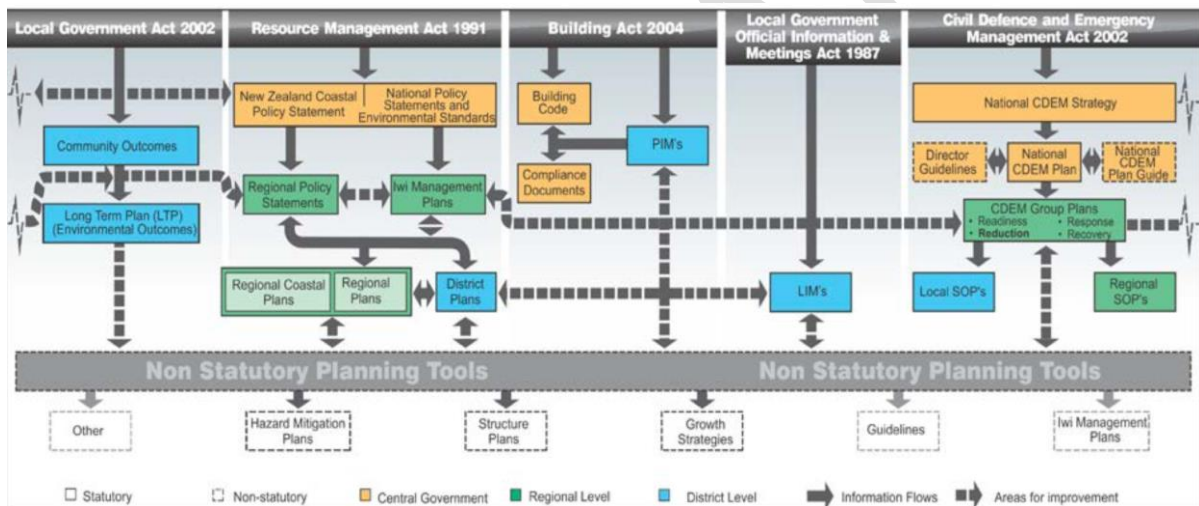 Local Government Act 2002
Resource Management Act 1991
Building Act 2004
Local Government
Official Information &
Meetings Act 1987
Civil Defence and Emergency
Management Act 2002
New Zealand Coastal
Policy Statement
National Policy
Statements and
Environmental Standards
Building
Code
National CDEM Strategy
Community Outcomes
PIM's
Compliance
Documents
Director
Guidelines
National
CDEM Plan
National
CDEM
Plan Guide
Regional Policy
Statements
Iwi Management
Plans
Long Term Plan (LTP)
(Environmental Outcomes)
CDEM Group Plans
• Readiness
• Response
• Reduction
• Recovery
Regional Coastal
Plans
Regional
Plans
District
Plans
LIM's
Local SOP's
Regional
SOP's
Non Statutory Planning Tools
Non Statutory Planning Tools
Other
Hazard Mitigation
Plans
Structure
Plans
Growth
Strategies
Guidelines
Iwi Management
Plans
Statutory
Non-statutory
Central Government
Regional Level
District Level
Information Flows
Areas for improvement